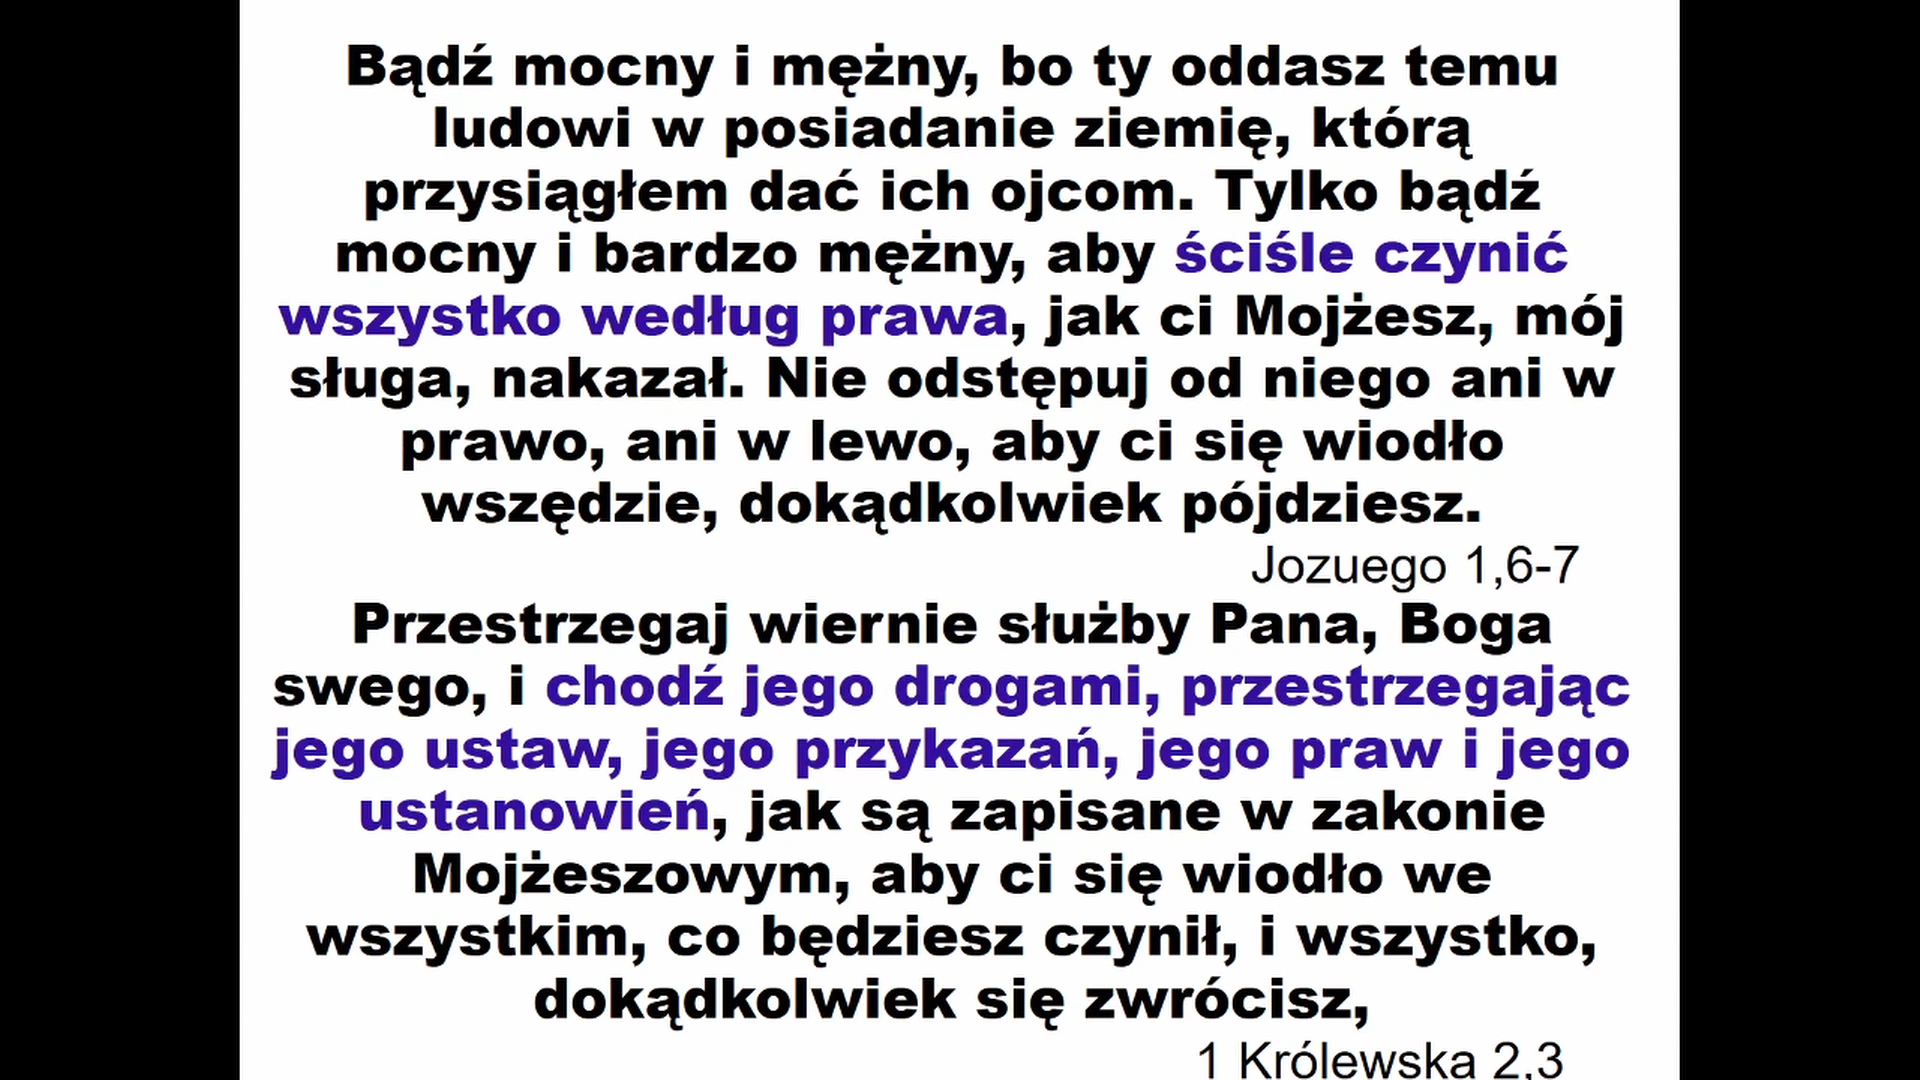 Bądź mocny i mężny, bo ty oddasz temu
ludowi w posiadanie ziemię, którą
przysiągłem dać ich ojcom. Tylko bądź
mocny i bardzo mężny, aby ściśle czynić
wszystko według prawa, jak ci Mojżesz, mój
sługa, nakazał. Nie odstępuj od niego ani w
prawo, ani w lewo, aby ci się wiodło
wszędzie, dokądkolwiek pójdziesz.
Jozuego 1,6-7
Przestrzegaj wiernie służby Pana, Boga
swego, i chodź jego drogami, przestrzegając
jego ustaw, jego przykazań, jego praw i jego
ustanowień, jak są zapisane w zakonie
Mojżeszowym, aby ci się wiodło we
wszystkim, co będziesz czynił, i wszystko,
dokądkolwiek się zwrócisz,
1 Królewska 2,3